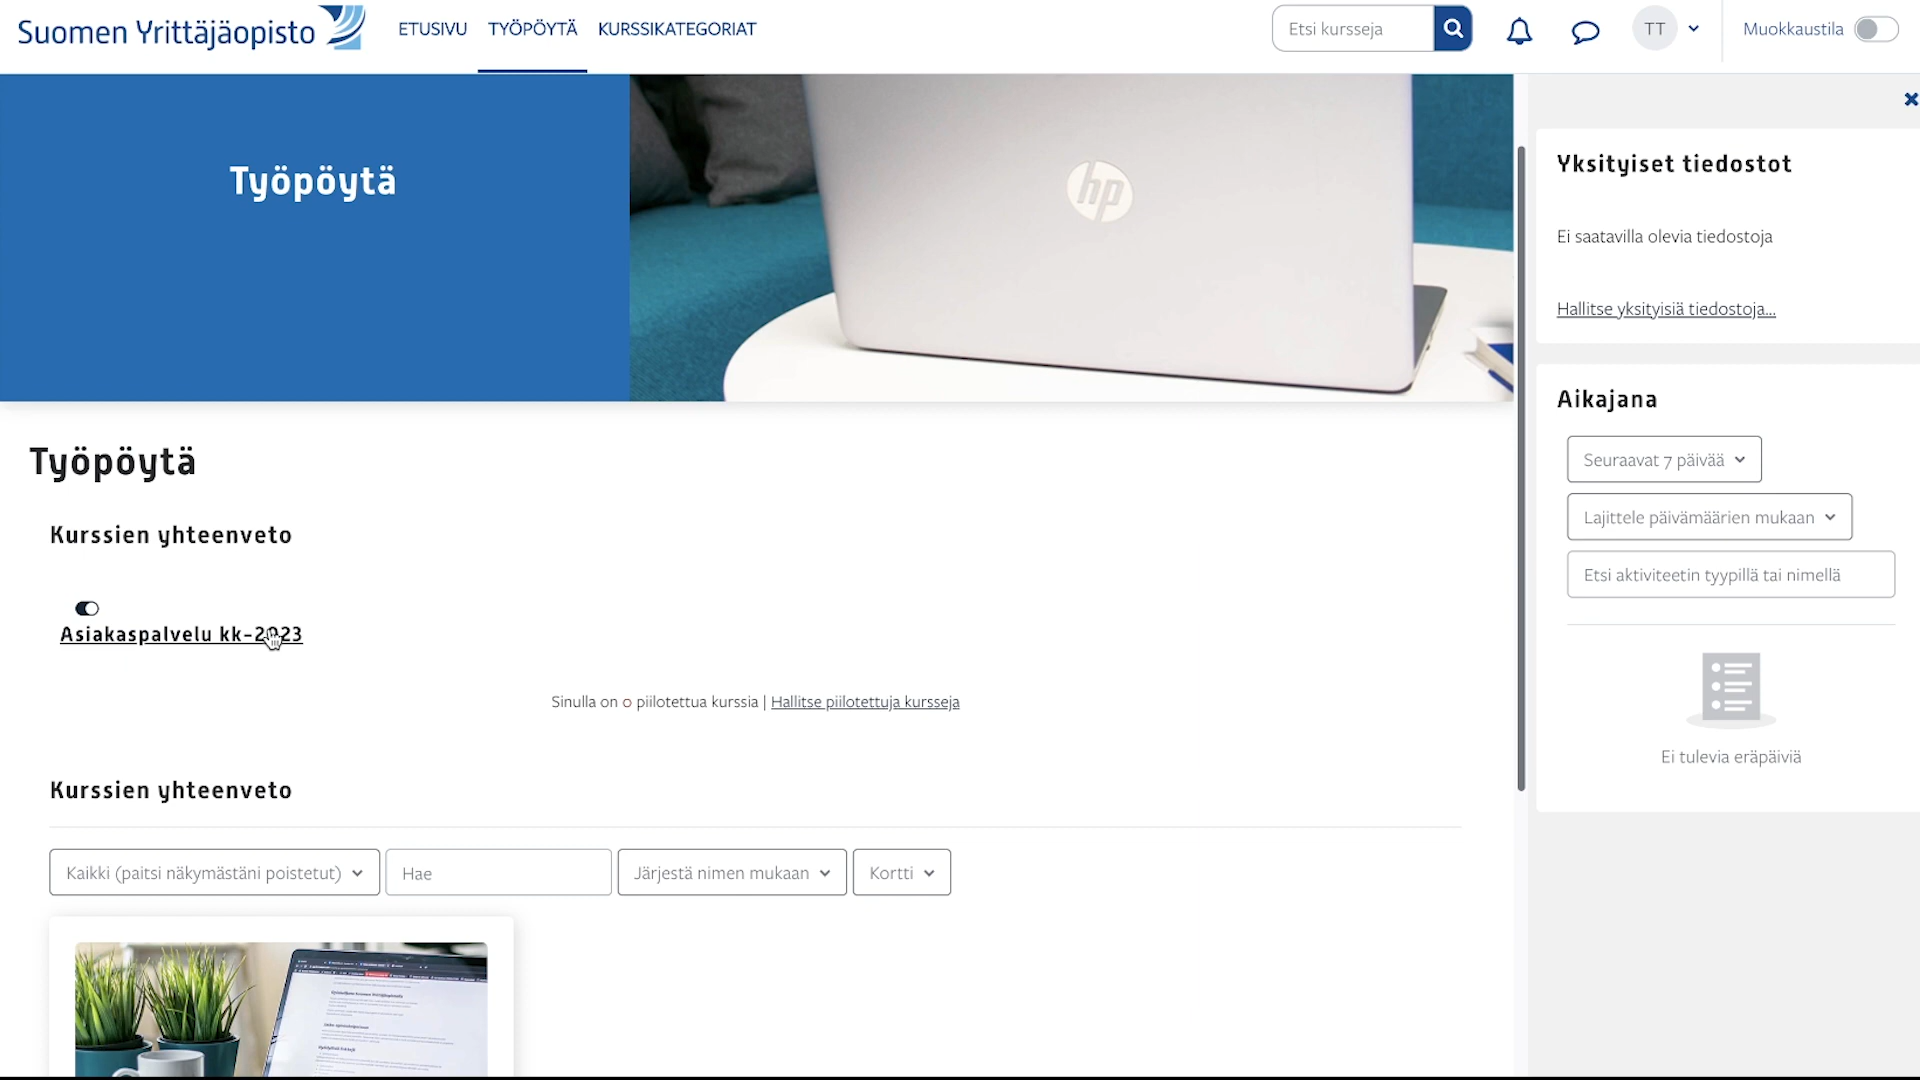 Suomen Yrittäjäopisto
ETUSIVU
TYÖPÖYTÄ
KURSSIKATEGORIAT
Etsi kursseja
TT
Muokkaustila
Työpöytä
hp
Yksityiset tiedostot
Ei saatavilla olevia tiedostoja
Hallitse yksityisiä tiedostoja...
Aikajana
Seuraavat 7 päivää
Lajittele päivämäärien mukaan
Etsi aktiviteetin tyypillä tai nimellä
Ei tulevia eräpäiviä
Työpöytä
Kurssien yhteenveto
Asiakaspalvelu kk-2023
Sinulla on 0 piilotettua kurssia | Hallitse piilotettuja kursseja
Kurssien yhteenveto
Kaikki (paitsi näkymästäni poistetut)
Hae
Järjestä nimen mukaan
Kortti